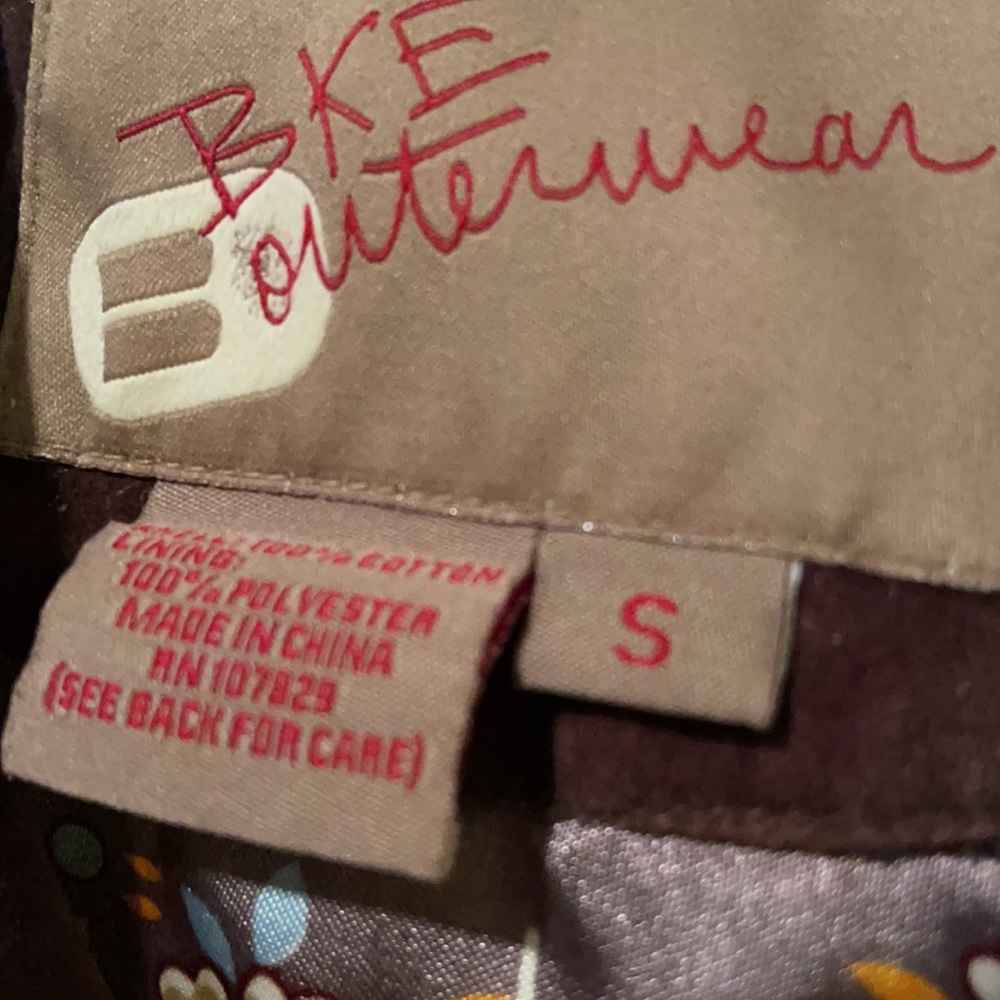 BKE
outerwear
B
100% COTTON
LINING:
100% POLYESTER
MADE IN CHINA
RN 107829
(SEE BACK FOR CARE)
S